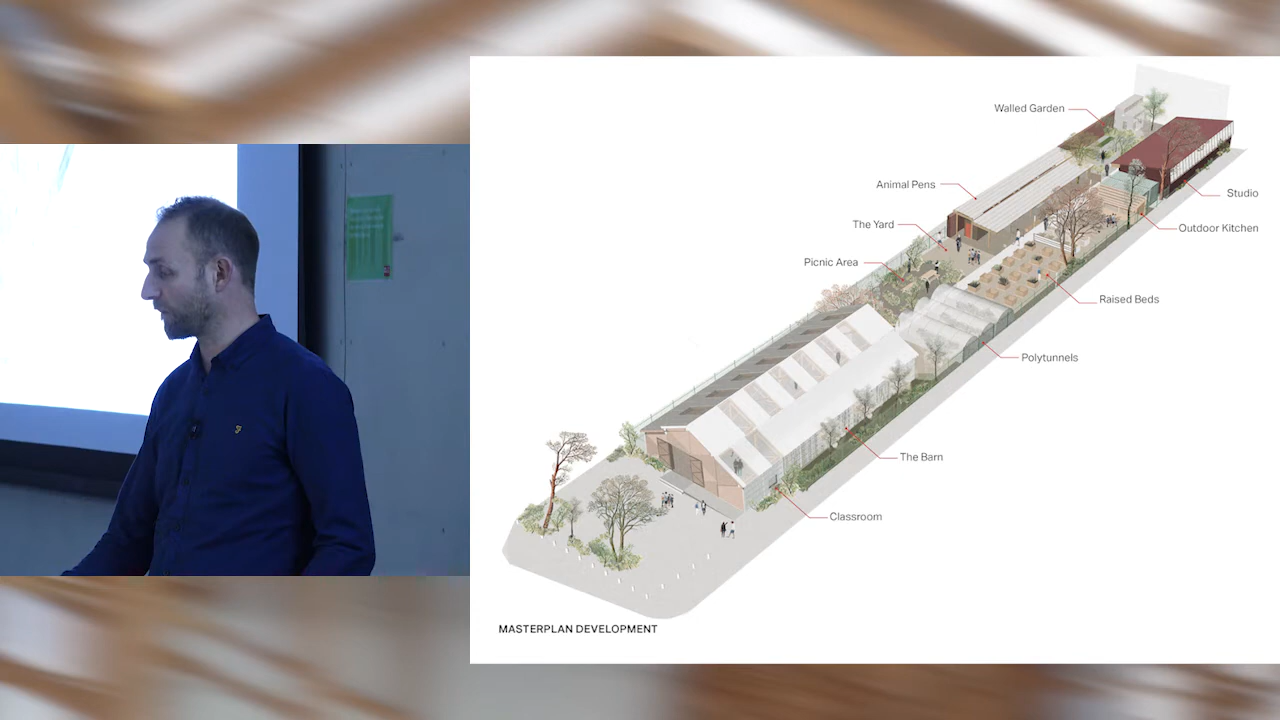 Walled Garden
Animal Pens
Studio
The Yard
Outdoor Kitchen
Picnic Area
Raised Beds
Polytunnels
The Barn
Classroom
MASTERPLAN DEVELOPMENT